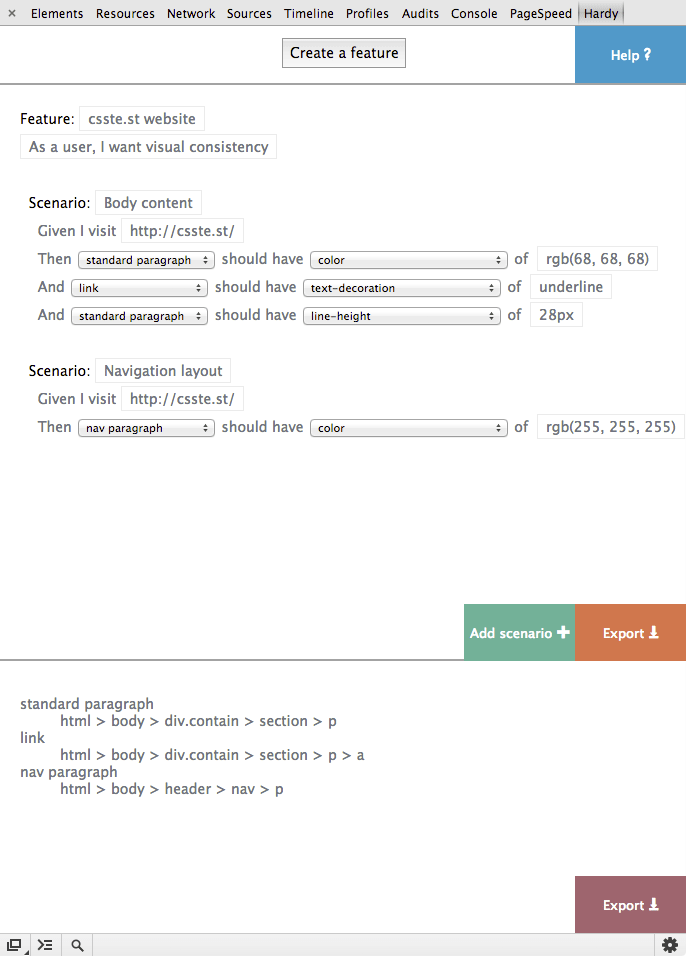 × Elements Resources Network Sources Timeline Profiles Audits Console PageSpeed Hardy
Create a feature
Help ?
Feature: csste.st website
As a user, I want visual consistency
Scenario: Body content
Given I visit http://csste.st/
Then standard paragraph should have color of rgb(68, 68, 68)
And link should have text-decoration of underline
And standard paragraph should have line-height of 28px
Scenario: Navigation layout
Given I visit http://csste.st/
Then nav paragraph should have color of rgb(255, 255, 255)
Add scenario + Export
standard paragraph
html > body > div.contain > section > p
link
html > body > div.contain > section > p > a
nav paragraph
html > body > header > nav > p
Export